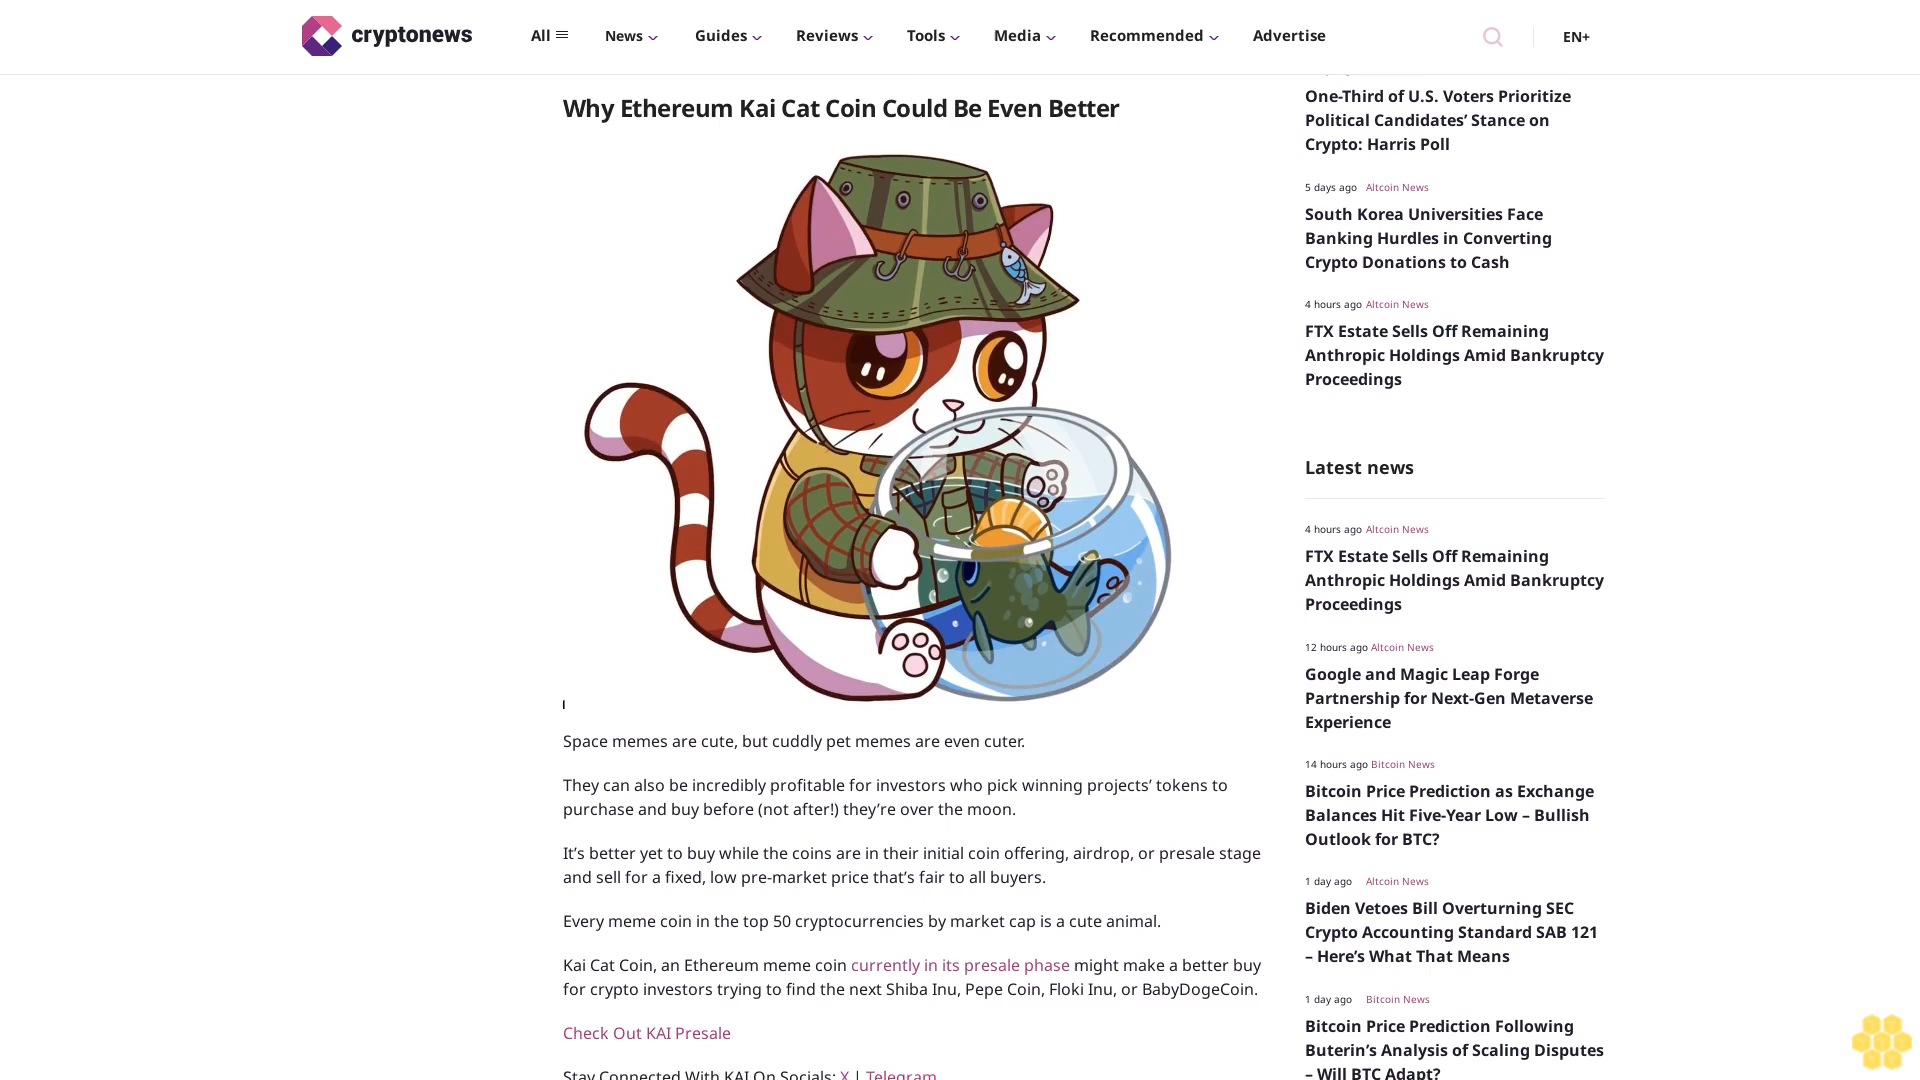 cryptonews
All
News
Guides
Reviews
Tools
Media
Recommended
Advertise
EN+
Why Ethereum Kai Cat Coin Could Be Even Better
Space memes are cute, but cuddly pet memes are even cuter.
They can also be incredibly profitable for investors who pick winning projects’ tokens to
purchase and buy before (not after!) they’re over the moon.
It’s better yet to buy while the coins are in their initial coin offering, airdrop, or presale stage
and sell for a fixed, low pre-market price that’s fair to all buyers.
Every meme coin in the top 50 cryptocurrencies by market cap is a cute animal.
Kai Cat Coin, an Ethereum meme coin currently in its presale phase might make a better buy
for crypto investors trying to find the next Shiba Inu, Pepe Coin, Floki Inu, or BabyDogeCoin.
Check Out KAI Presale
Stay Connected With KAI On Socials: X | Telegram
One-Third of U.S. Voters Prioritize
Political Candidates’ Stance on
Crypto: Harris Poll
5 days ago Altcoin News
South Korea Universities Face
Banking Hurdles in Converting
Crypto Donations to Cash
4 hours ago Altcoin News
FTX Estate Sells Off Remaining
Anthropic Holdings Amid Bankruptcy
Proceedings
Latest news
4 hours ago Altcoin News
FTX Estate Sells Off Remaining
Anthropic Holdings Amid Bankruptcy
Proceedings
12 hours ago Altcoin News
Google and Magic Leap Forge
Partnership for Next-Gen Metaverse
Experience
14 hours ago Bitcoin News
Bitcoin Price Prediction as Exchange
Balances Hit Five-Year Low – Bullish
Outlook for BTC?
1 day ago Altcoin News
Biden Vetoes Bill Overturning SEC
Crypto Accounting Standard SAB 121
– Here’s What That Means
1 day ago Bitcoin News
Bitcoin Price Prediction Following
Buterin’s Analysis of Scaling Disputes
– Will BTC Adapt?